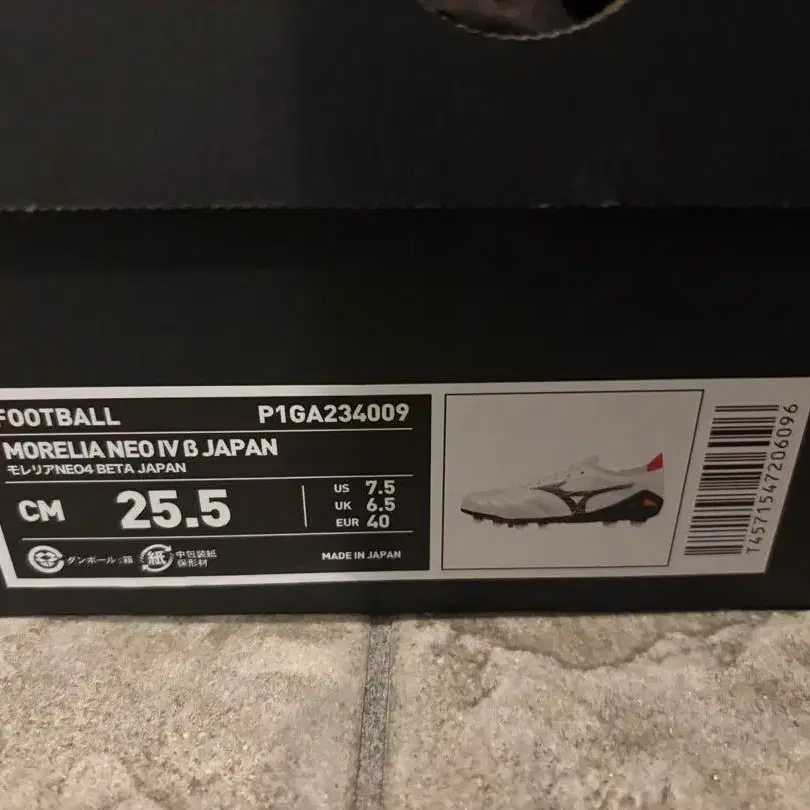 FOOTBALL P1GA234009
MORELIA NEO IV β JAPAN
モレリアNEO4 BETA JAPAN
CM 25.5
US 7.5
UK 6.5
EUR 40
ダンボール:箱
紙
中包装紙
保形材
MADE IN JAPAN
T4571547206096